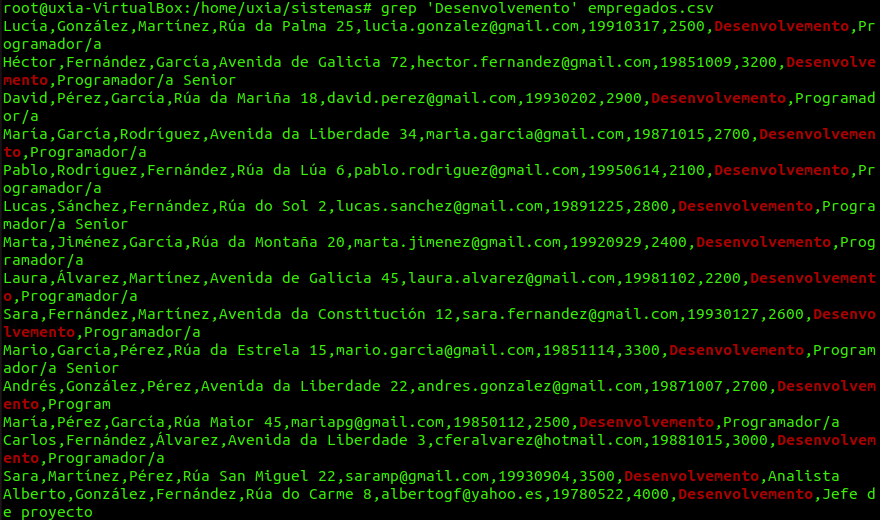 root@uxia-VirtualBox:/home/uxia/sistemas# grep 'Desenvolvemento' empregados.csv
Lucía,González,Martínez,Rúa da Palma 25,lucia.gonzalez@gmail.com,19910317,2500,Desenvolvemento,Pr
ogramador/a
Héctor,Fernández,García,Avenida de Galicia 72,hector.fernandez@gmail.com,19851009,3200,Desenvolve
mento,Programador/a Senior
David,Pérez,García,Rúa da Mariña 18,david.perez@gmail.com,19930202,2900,Desenvolvemento,Programad
or/a
María,García,Rodríguez,Avenida da Liberdade 34,maria.garcia@gmail.com,19871015,2700,Desenvolvemen
to,Programador/a
Pablo,Rodríguez,Fernández,Rúa da Lúa 6,pablo.rodriguez@gmail.com,19950614,2100,Desenvolvemento,Pr
ogramador/a
Lucas,Sánchez,Fernández,Rúa do Sol 2,lucas.sanchez@gmail.com,19891225,2800,Desenvolvemento,Progra
mador/a Senior
Marta,Jiménez,García,Rúa da Montaña 20,marta.jimenez@gmail.com,19920929,2400,Desenvolvemento,Prog
ramador/a
Laura,Álvarez,Martínez,Avenida de Galicia 45,laura.alvarez@gmail.com,19981102,2200,Desenvolvement
o,Programador/a
Sara,Fernández,Martínez,Avenida da Constitución 12,sara.fernandez@gmail.com,19930127,2600,Desenvo
lvemento,Programador/a
Mario,García,Pérez,Rúa da Estrela 15,mario.garcia@gmail.com,19851114,3300,Desenvolvemento,Program
ador/a Senior
Andrés,González,Pérez,Avenida da Liberdade 22,andres.gonzalez@gmail.com,19871007,2700,Desenvolvem
ento,Program
María,Pérez,García,Rúa Maior 45,mariapg@gmail.com,19850112,2500,Desenvolvemento,Programador/a
Carlos,Fernández,Álvarez,Avenida da Liberdade 3,cferalvarez@hotmail.com,19881015,3000,Desenvolvem
ento,Programador/a
Sara,Martínez,Pérez,Rúa San Miguel 22,saramp@gmail.com,19930904,3500,Desenvolvemento,Analista
Alberto,González,Fernández,Rúa do Carme 8,albertogf@yahoo.es,19780522,4000,Desenvolvemento,Jefe d
e proyecto